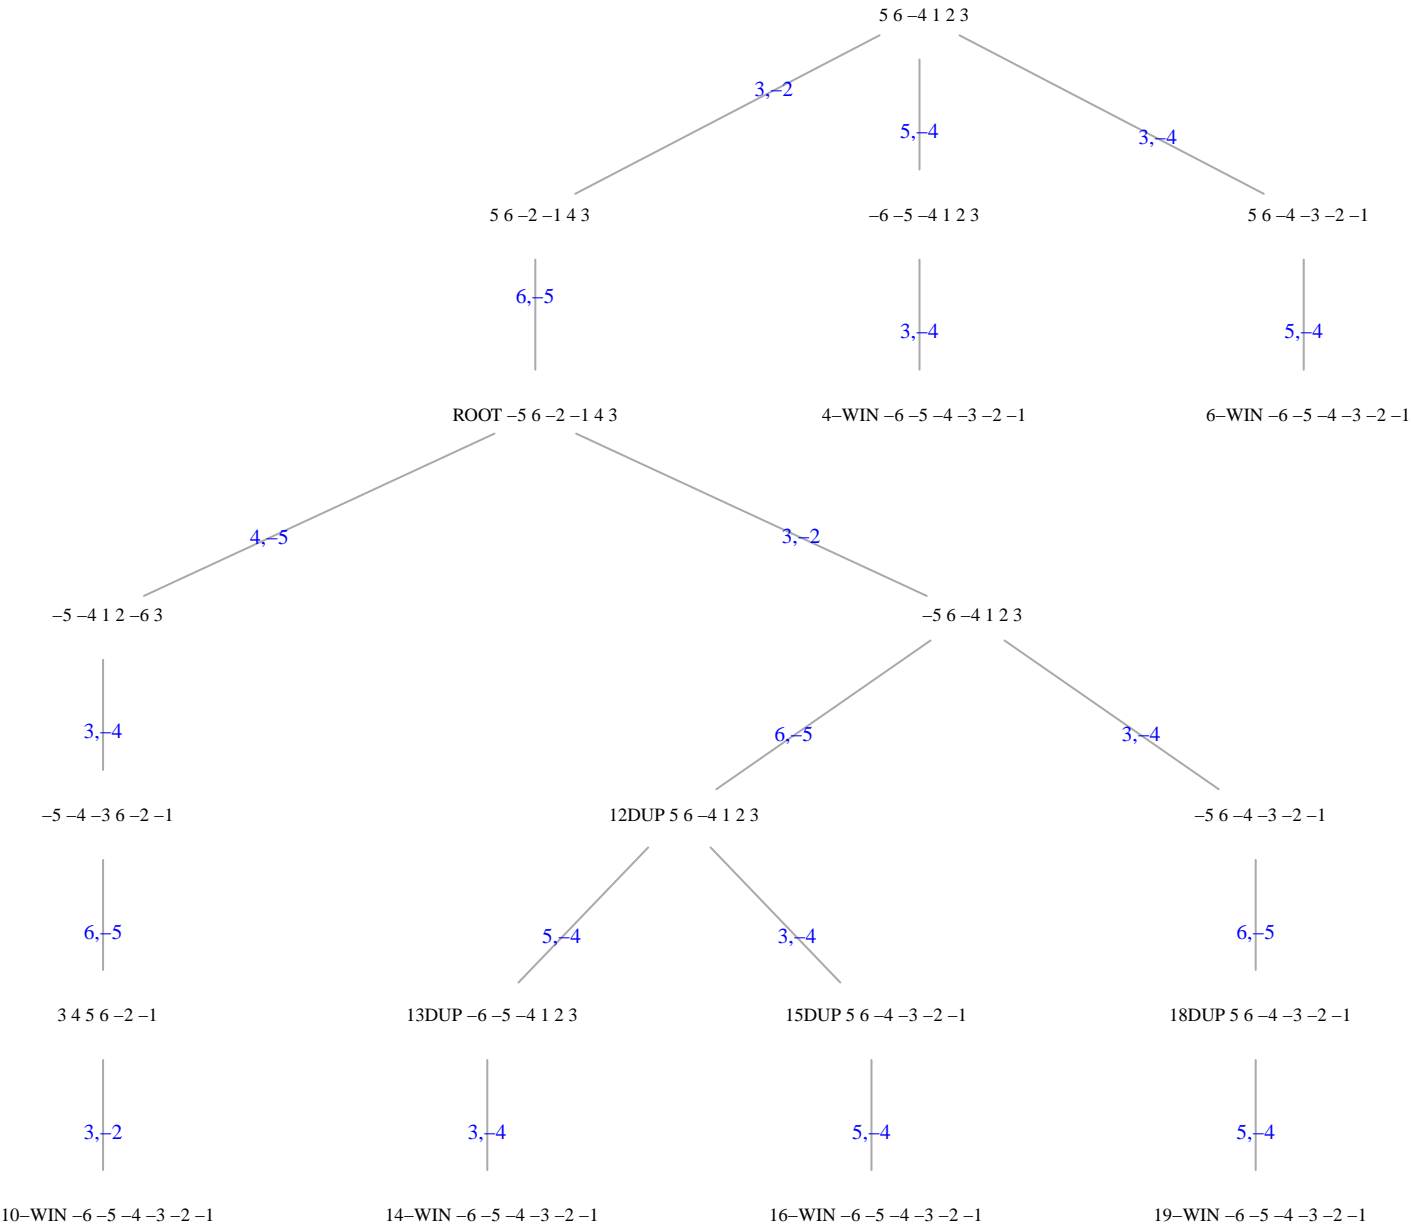 5 6 –4 1 2 3
3,–2
5,–4
3,–4
5 6 –2 –1 4 3
–6 –5 –4 1 2 3
5 6 –4 –3 –2 –1
6,–5
3,–4
5,–4
ROOT –5 6 –2 –1 4 3
4–WIN –6 –5 –4 –3 –2 –1
6–WIN –6 –5 –4 –3 –2 –1
4,–5
3,–2
–5 –4 1 2 –6 3
–5 6 –4 1 2 3
3,–4
6,–5
3,–4
–5 –4 –3 6 –2 –1
12DUP 5 6 –4 1 2 3
–5 6 –4 –3 –2 –1
6,–5
5,–4
3,–4
6,–5
3 4 5 6 –2 –1
13DUP –6 –5 –4 1 2 3
15DUP 5 6 –4 –3 –2 –1
18DUP 5 6 –4 –3 –2 –1
3,–2
3,–4
5,–4
5,–4
10–WIN –6 –5 –4 –3 –2 –1
14–WIN –6 –5 –4 –3 –2 –1
16–WIN –6 –5 –4 –3 –2 –1
19–WIN –6 –5 –4 –3 –2 –1